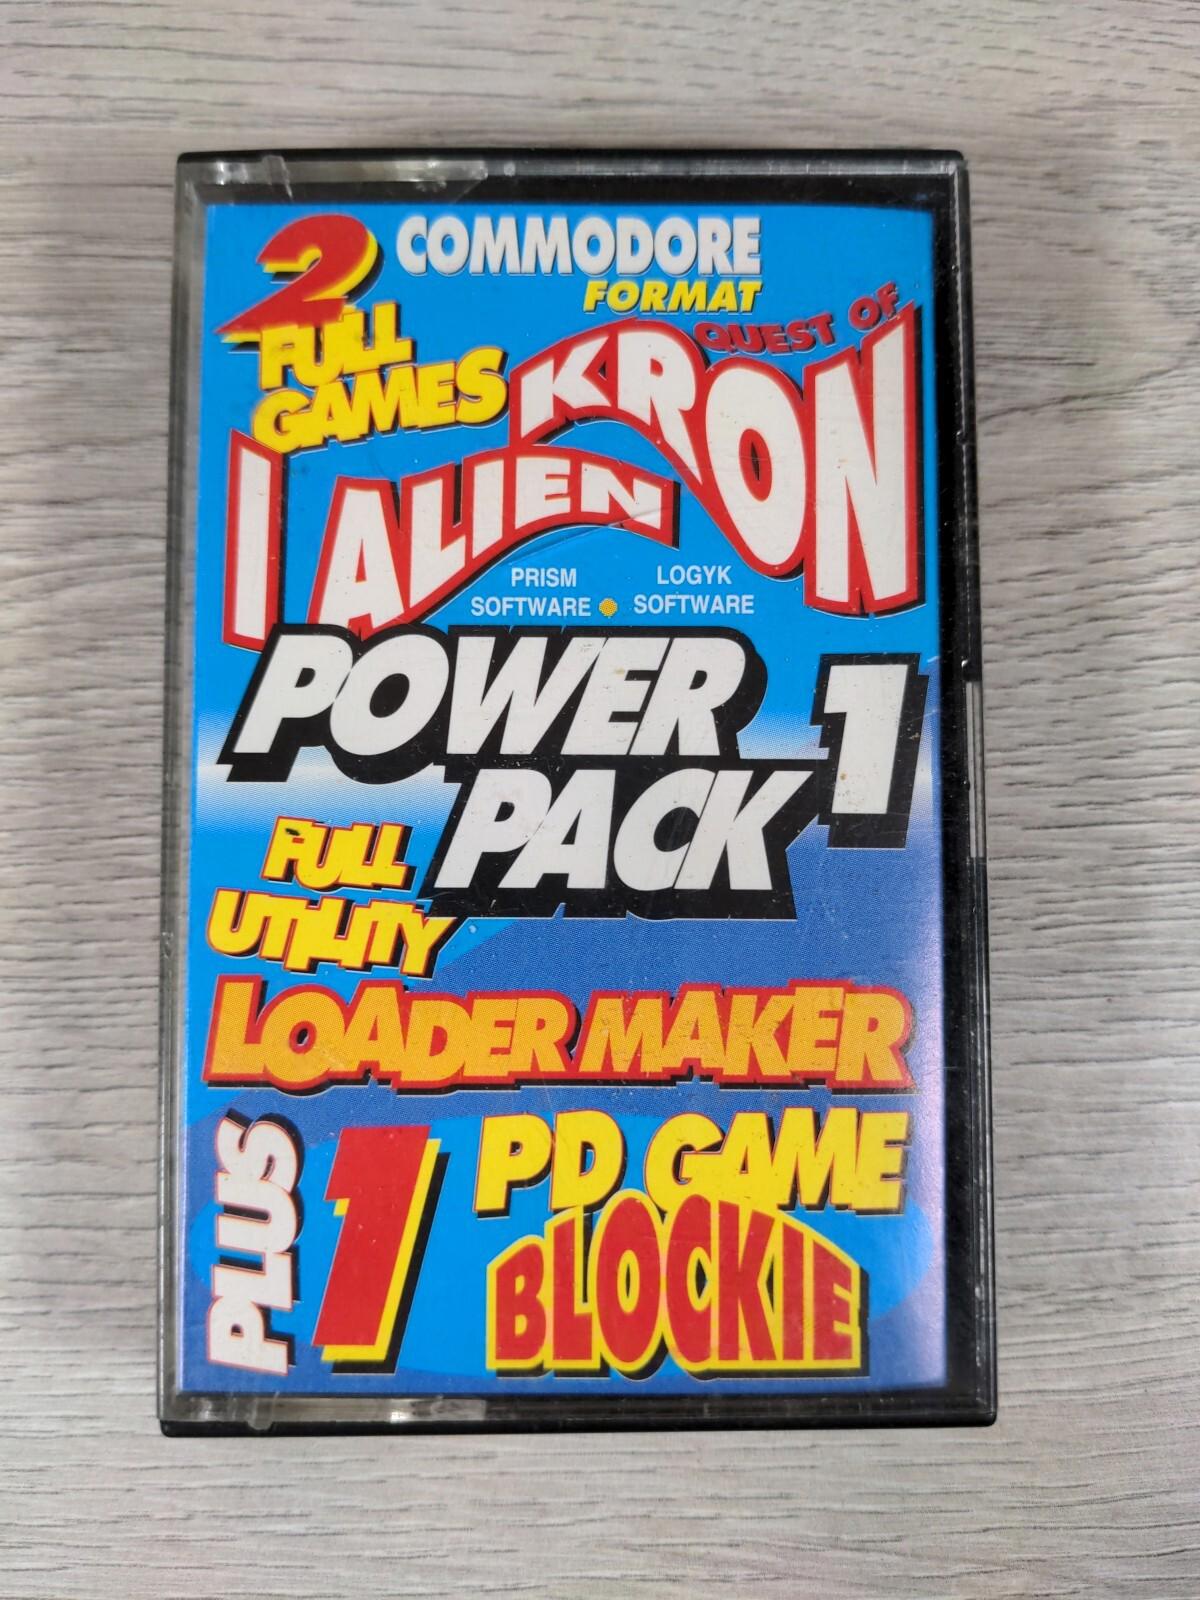 2 FULL
GAMES
COMMODORE
FORMAT
QUEST OF
KRON
I ALIEN
PRISM
SOFTWARE
LOGYK
SOFTWARE
POWER
PACK
1
FULL
UTILITY
LOADER MAKER
PLUS
1
PD GAME
BLOCKIE